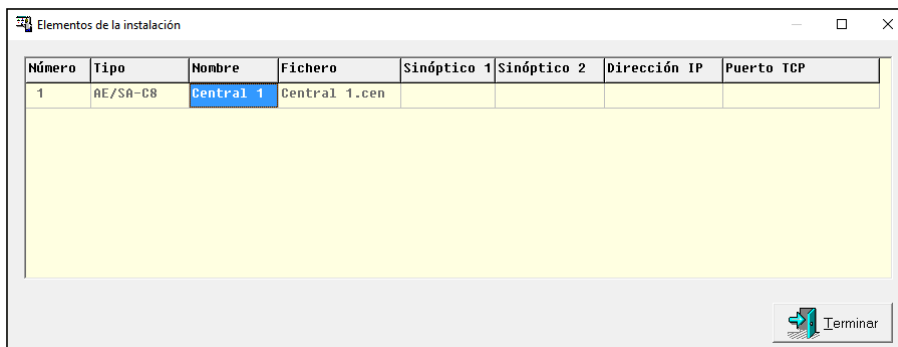 Elementos de la instalación
Número Tipo Nombre Fichero Sinóptico 1 Sinóptico 2 Dirección IP Puerto TCP
1 AE/SA-C8 Central 1 Central 1.cen
Terminar